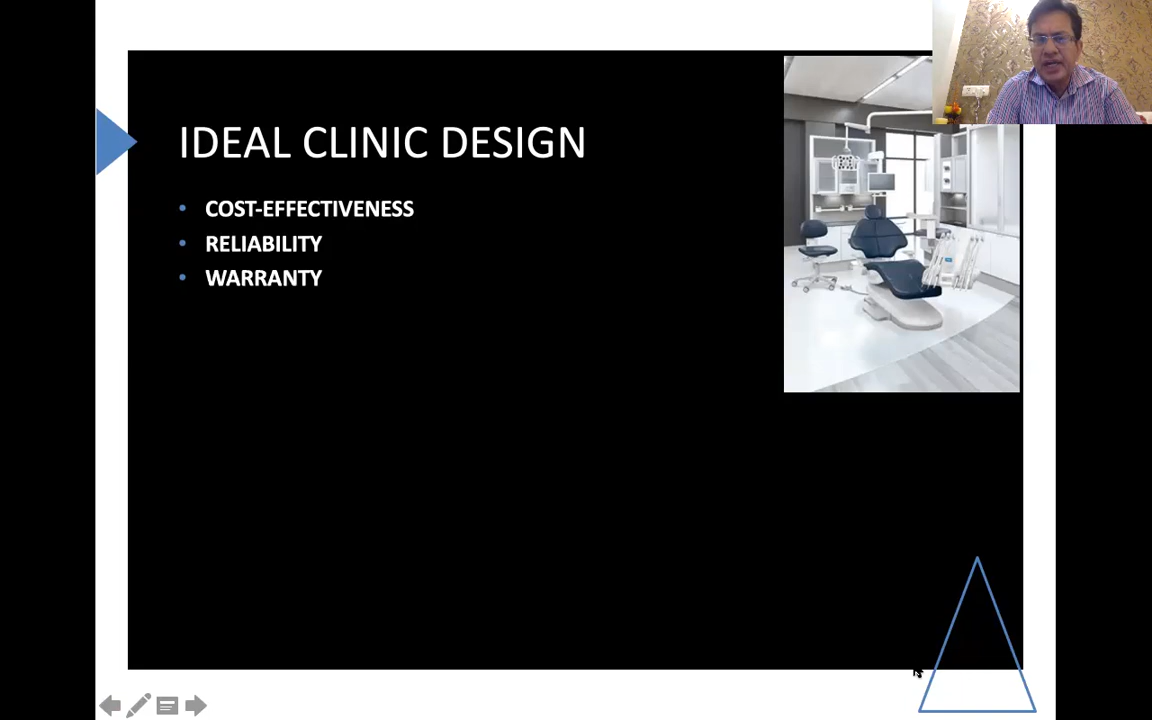 IDEAL CLINIC DESIGN
COST-EFFECTIVENESS
RELIABILITY
WARRANTY